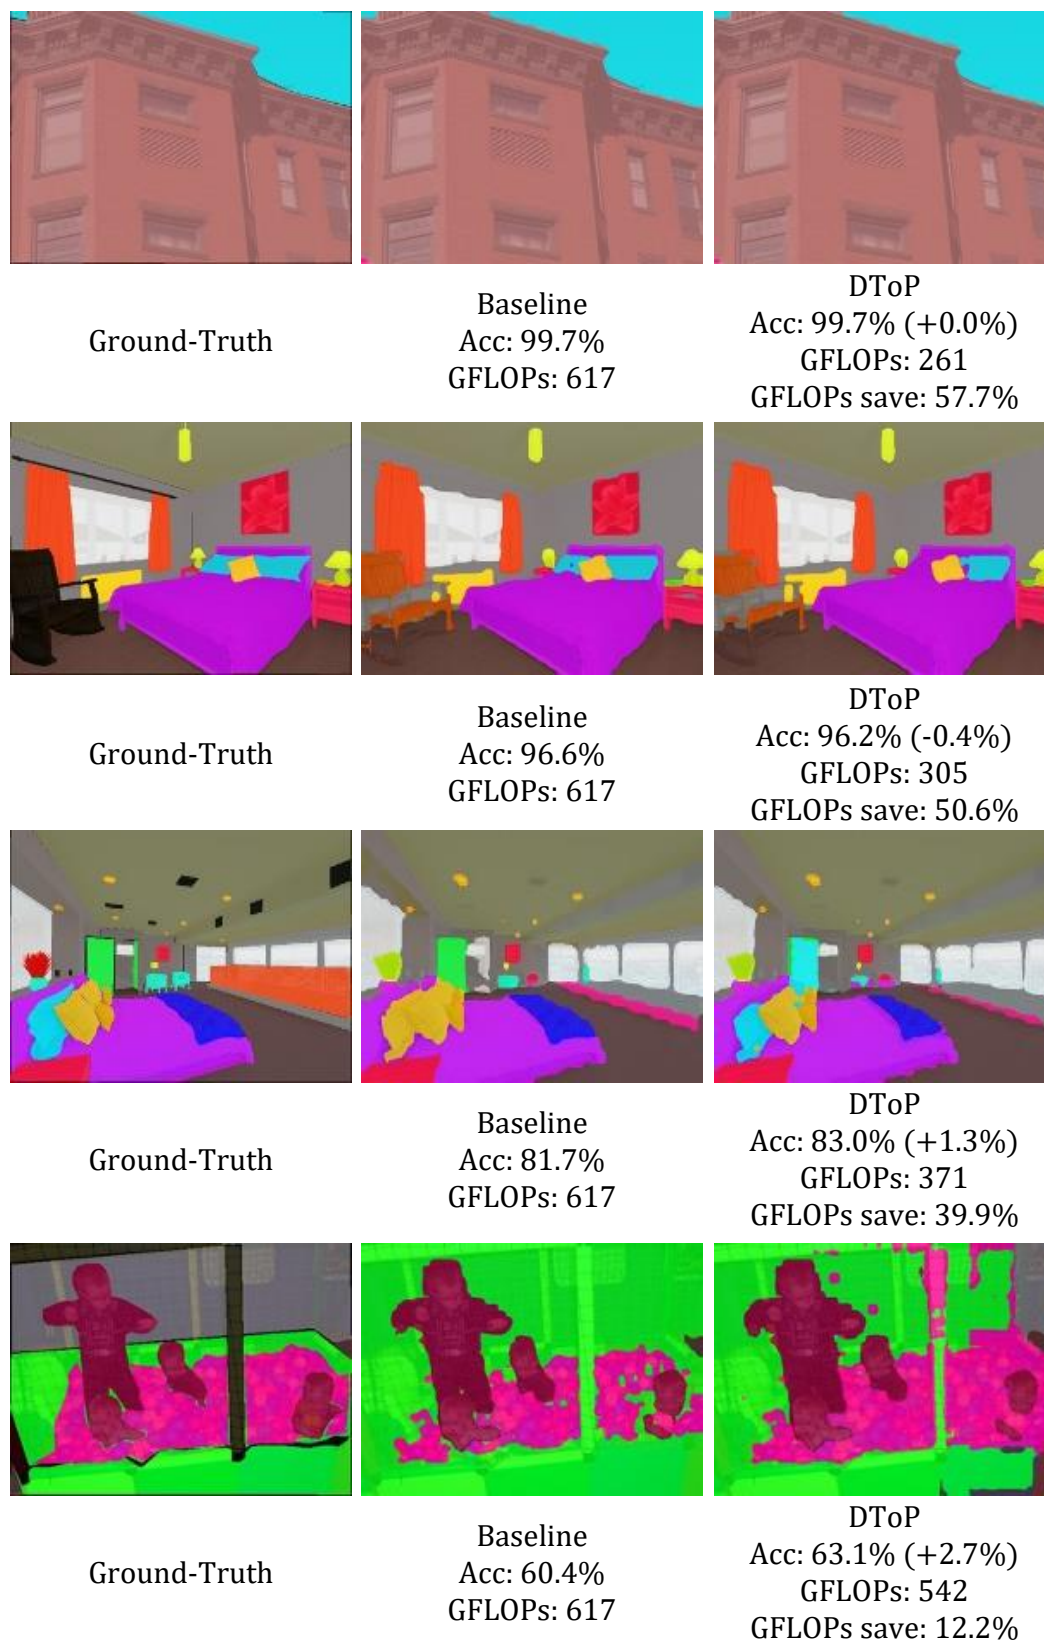 Ground-Truth
Baseline
Acc: 99.7%
GFLOPs: 617
DToP
Acc: 99.7% (+0.0%)
GFLOPs: 261
GFLOPs save: 57.7%
Ground-Truth
Baseline
Acc: 96.6%
GFLOPs: 617
DToP
Acc: 96.2% (-0.4%)
GFLOPs: 305
GFLOPs save: 50.6%
Ground-Truth
Baseline
Acc: 81.7%
GFLOPs: 617
DToP
Acc: 83.0% (+1.3%)
GFLOPs: 371
GFLOPs save: 39.9%
Ground-Truth
Baseline
Acc: 60.4%
GFLOPs: 617
DToP
Acc: 63.1% (+2.7%)
GFLOPs: 542
GFLOPs save: 12.2%